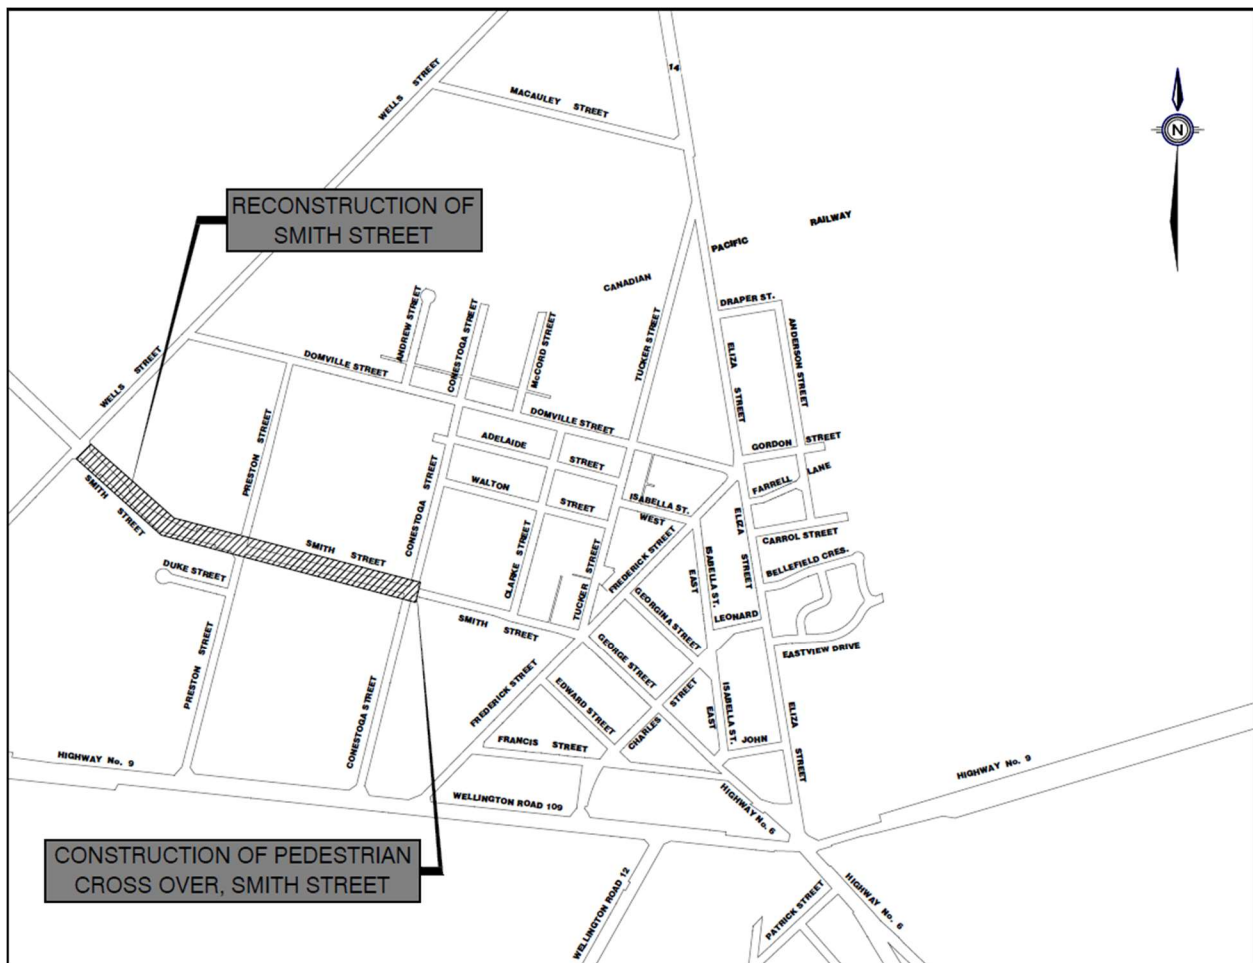 14
WELLS STREET
MACAULEY STREET
N
RECONSTRUCTION OF
SMITH STREET
CANADIAN PACIFIC RAILWAY
ANDREW STREET
CONESTOGA STREET
McCORD STREET
TUCKER STREET
DRAPER ST.
ELIZA STREET
ANDERSON STREET
WELLS STREET
DOMVILLE STREET
DOMVILLE STREET
ADELAIDE STREET
GORDON STREET
PRESTON STREET
CONESTOGA STREET
WALTON STREET
ISABELLA ST. WEST
FARRELL LANE
SMITH STREET
SMITH STREET
CLARKE STREET
TUCKER STREET
FREDERICK STREET
ISABELLA ST. EAST
ELIZA STREET
CARROL STREET
BELLEFIELD CRES.
DUKE STREET
SMITH STREET
GEORGINA STREET
LEONARD
EASTVIEW DRIVE
PRESTON STREET
CONESTOGA STREET
FREDERICK STREET
GEORGE STREET
EDWARD STREET
CHARLES STREET
ISABELLA ST. EAST
ELIZA STREET
FRANCIS STREET
JOHN
HIGHWAY No. 9
HIGHWAY No. 9
WELLINGTON ROAD 109
HIGHWAY No. 6
CONSTRUCTION OF PEDESTRIAN
CROSS OVER, SMITH STREET
WELLINGTON ROAD 12
PATRICK STREET
HIGHWAY No. 6